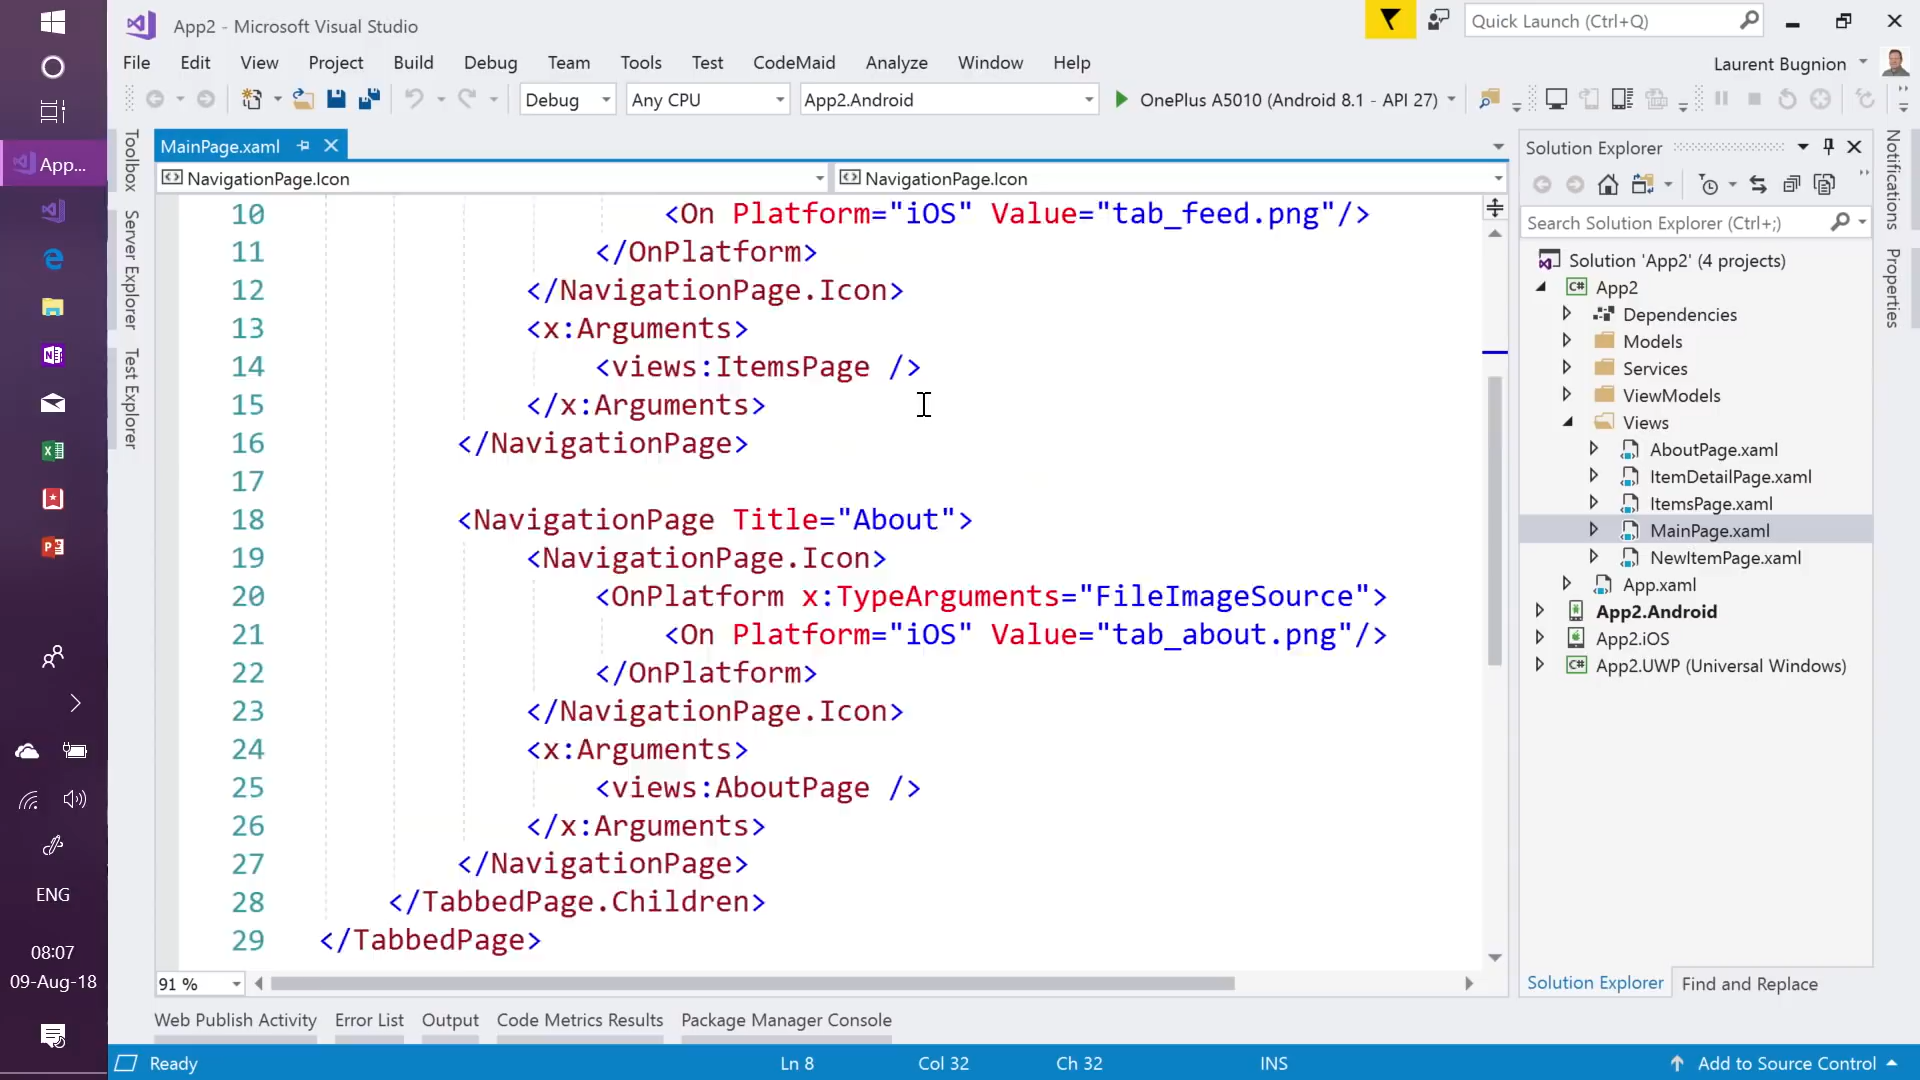 App2 - Microsoft Visual Studio
Quick Launch (Ctrl+Q)
File Edit View Project Build Debug Team Tools Test CodeMaid Analyze Window Help
Laurent Bugnion
Debug
Any CPU
App2.Android
OnePlus A5010 (Android 8.1 - API 27)
App...
Toolbox
Server Explorer
Test Explorer
MainPage.xaml
NavigationPage.Icon
NavigationPage.Icon
10 <On Platform="iOS" Value="tab_feed.png"/>
11 </OnPlatform>
12 </NavigationPage.Icon>
13 <x:Arguments>
14 <views:ItemsPage />
15 </x:Arguments>
16 </NavigationPage>
17
18 <NavigationPage Title="About">
19 <NavigationPage.Icon>
20 <OnPlatform x:TypeArguments="FileImageSource">
21 <On Platform="iOS" Value="tab_about.png"/>
22 </OnPlatform>
23 </NavigationPage.Icon>
24 <x:Arguments>
25 <views:AboutPage />
26 </x:Arguments>
27 </NavigationPage>
28 </TabbedPage.Children>
29 </TabbedPage>
91 %
Solution Explorer
Search Solution Explorer (Ctrl+;)
Solution 'App2' (4 projects)
App2
Dependencies
Models
Services
ViewModels
Views
AboutPage.xaml
ItemDetailPage.xaml
ItemsPage.xaml
MainPage.xaml
NewItemPage.xaml
App.xaml
App2.Android
App2.iOS
App2.UWP (Universal Windows)
Solution Explorer Find and Replace
Notifications
Properties
Web Publish Activity Error List Output Code Metrics Results Package Manager Console
Ready
Ln 8 Col 32 Ch 32 INS
Add to Source Control
ENG
08:07
09-Aug-18